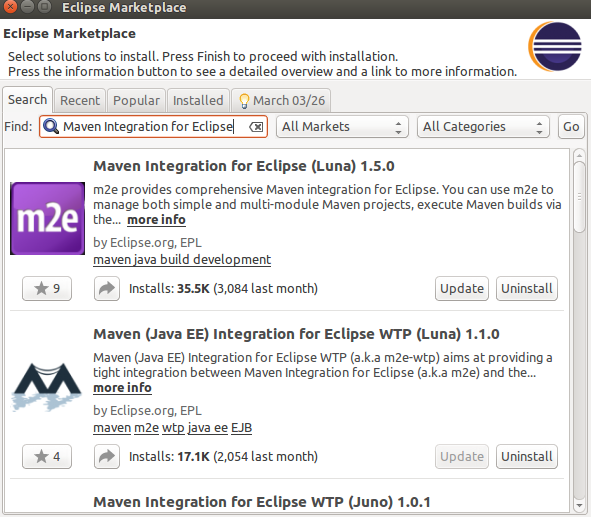 Eclipse Marketplace
Eclipse Marketplace
Select solutions to install. Press Finish to proceed with installation.
Press the information button to see a detailed overview and a link to more information.
Search Recent Popular Installed March 03/26
Find: Maven Integration for Eclipse All Markets All Categories Go
Maven Integration for Eclipse (Luna) 1.5.0
m2e
m2e provides comprehensive Maven integration for Eclipse. You can use m2e to
manage both simple and multi-module Maven projects, execute Maven builds via
the... more info
by Eclipse.org, EPL
maven java build development
9 Installs: 35.5K (3,084 last month) Update Uninstall
Maven (Java EE) Integration for Eclipse WTP (Luna) 1.1.0
Maven (Java EE) Integration for Eclipse WTP (a.k.a m2e-wtp) aims at providing a
tight integration between Maven Integration for Eclipse (a.k.a m2e) and the...
more info
by Eclipse.org, EPL
maven m2e wtp java ee EJB
4 Installs: 17.1K (2,054 last month) Update Uninstall
Maven Integration for Eclipse WTP (Juno) 1.0.1